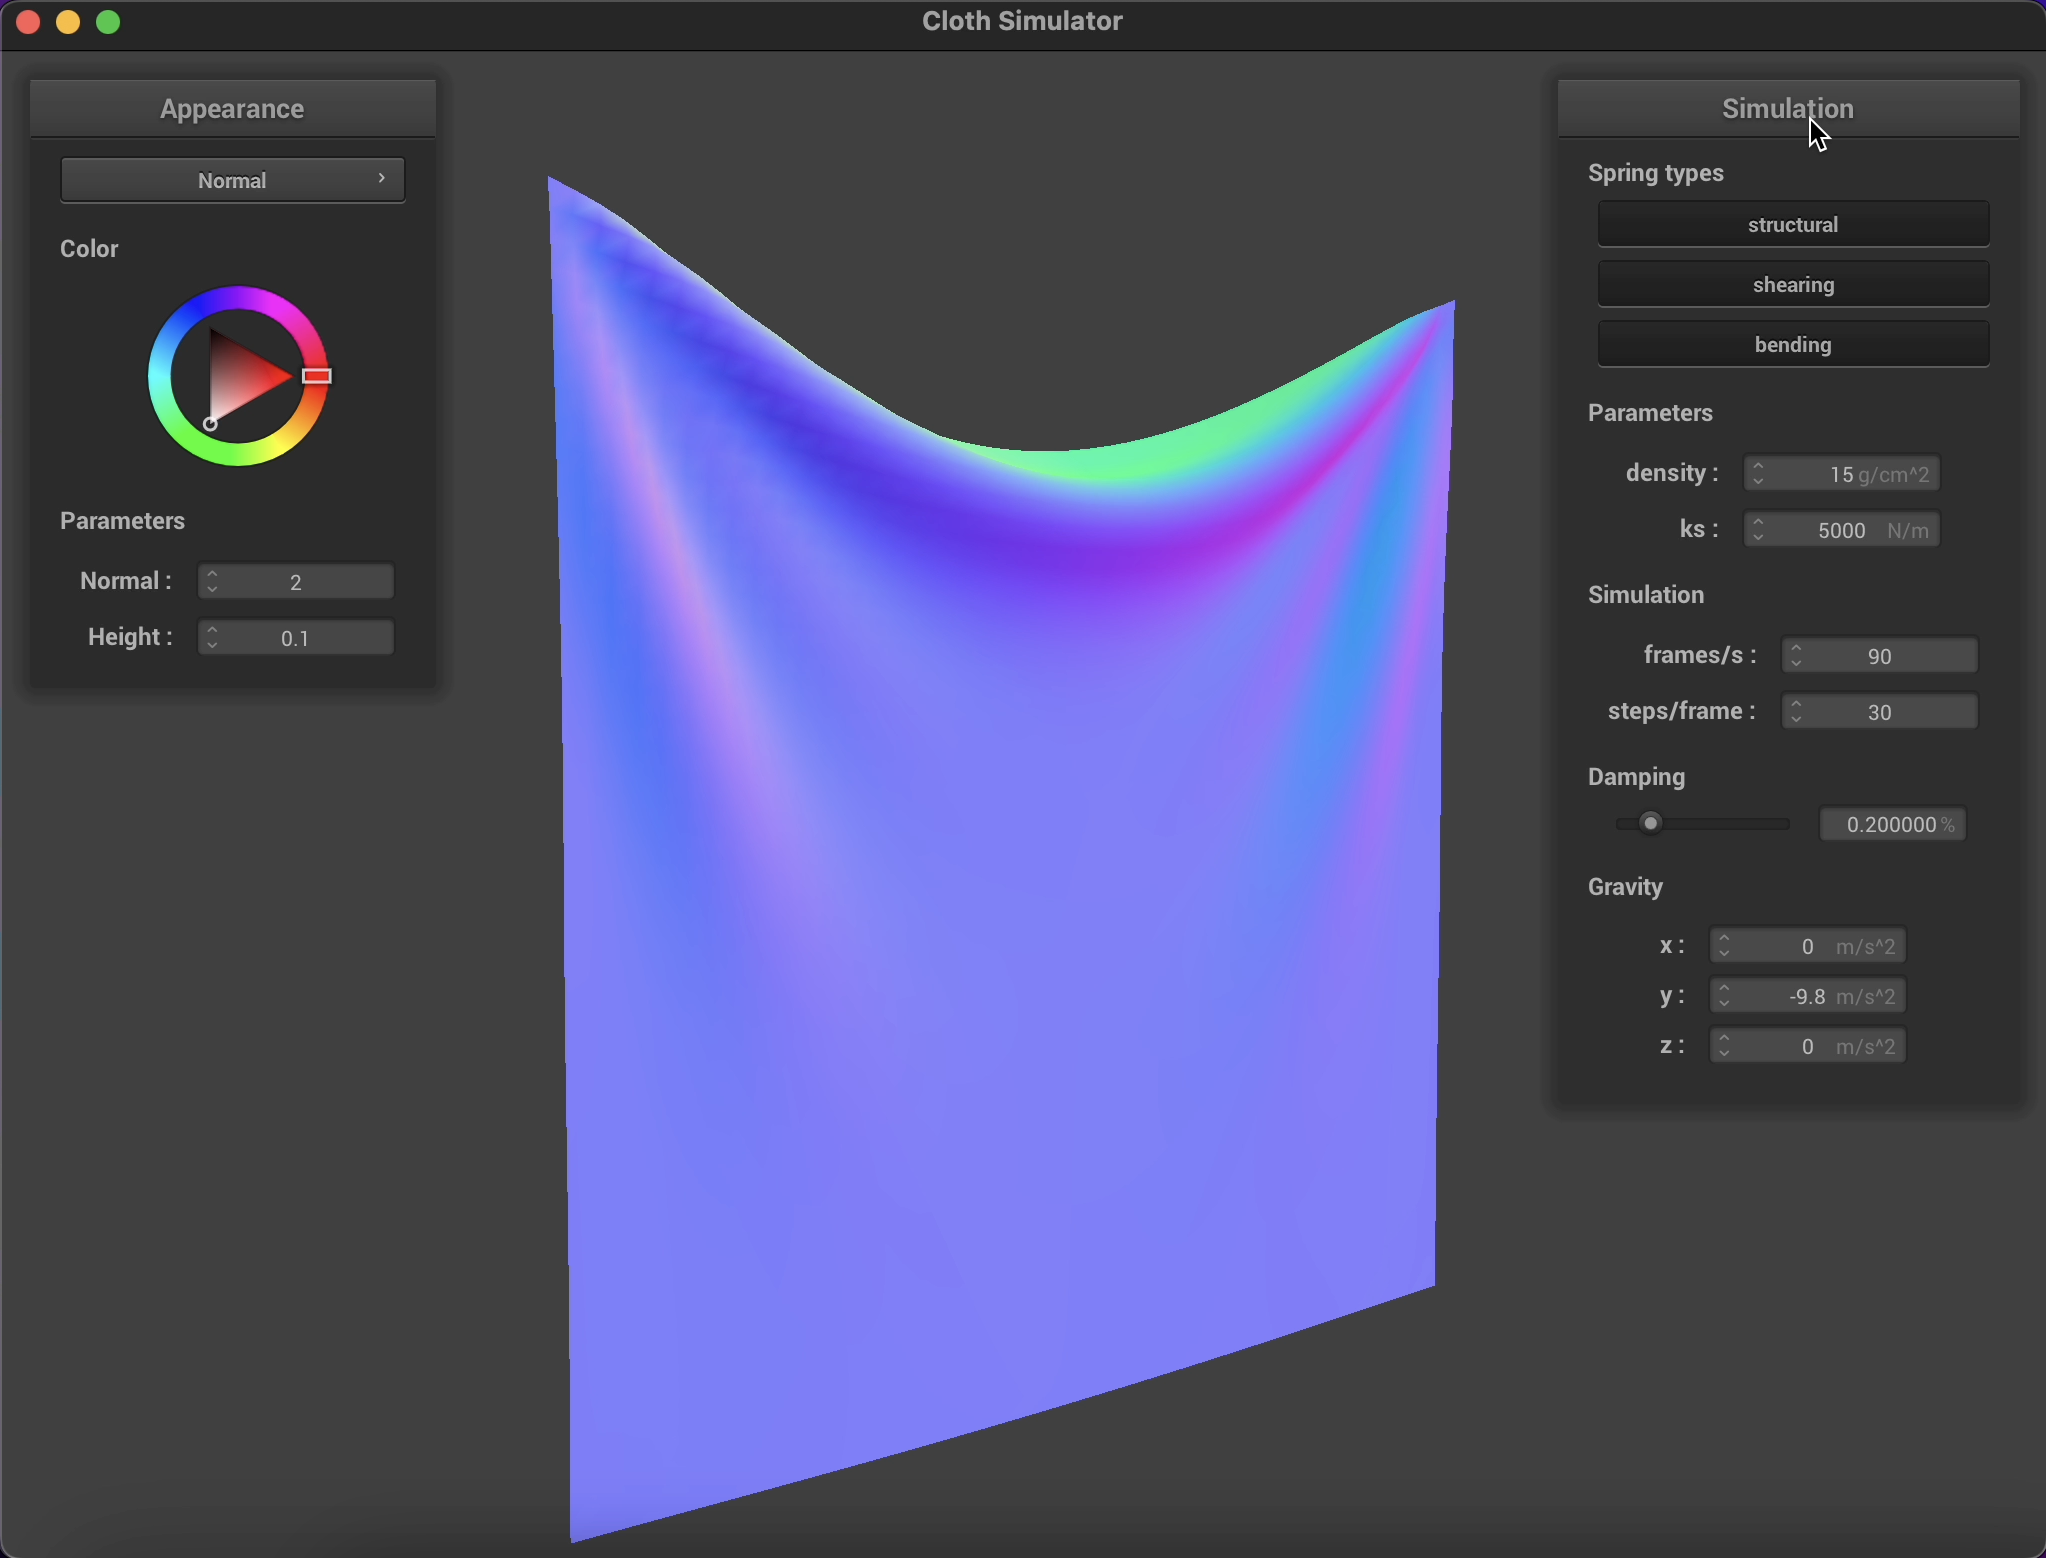 Cloth Simulator
Appearance
Normal
Color
Parameters
Normal : 2
Height : 0.1
Simulation
Spring types
structural
shearing
bending
Parameters
density : 15 g/cm^2
ks : 5000 N/m
Simulation
frames/s : 90
steps/frame : 30
Damping
0.200000 %
Gravity
x : 0 m/s^2
y : -9.8 m/s^2
z : 0 m/s^2